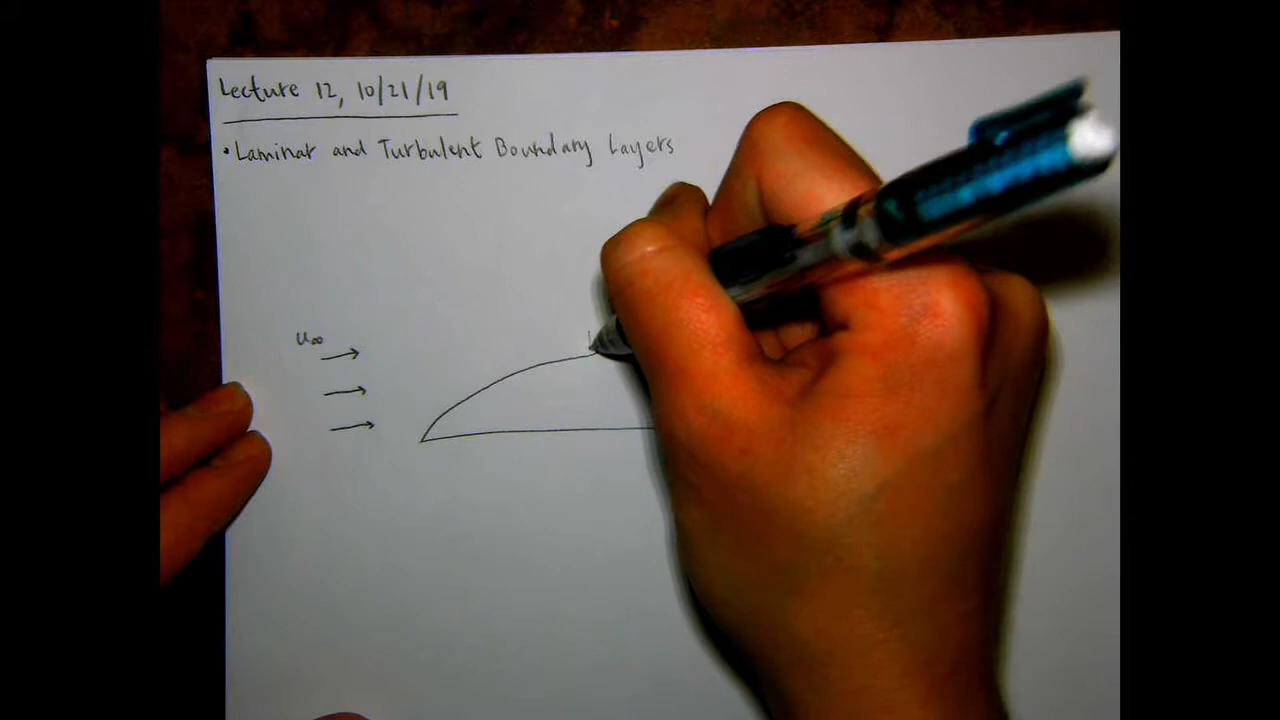 Lecture 12, 10/21/19
•Laminar and Turbulent Boundary Layers
u∞